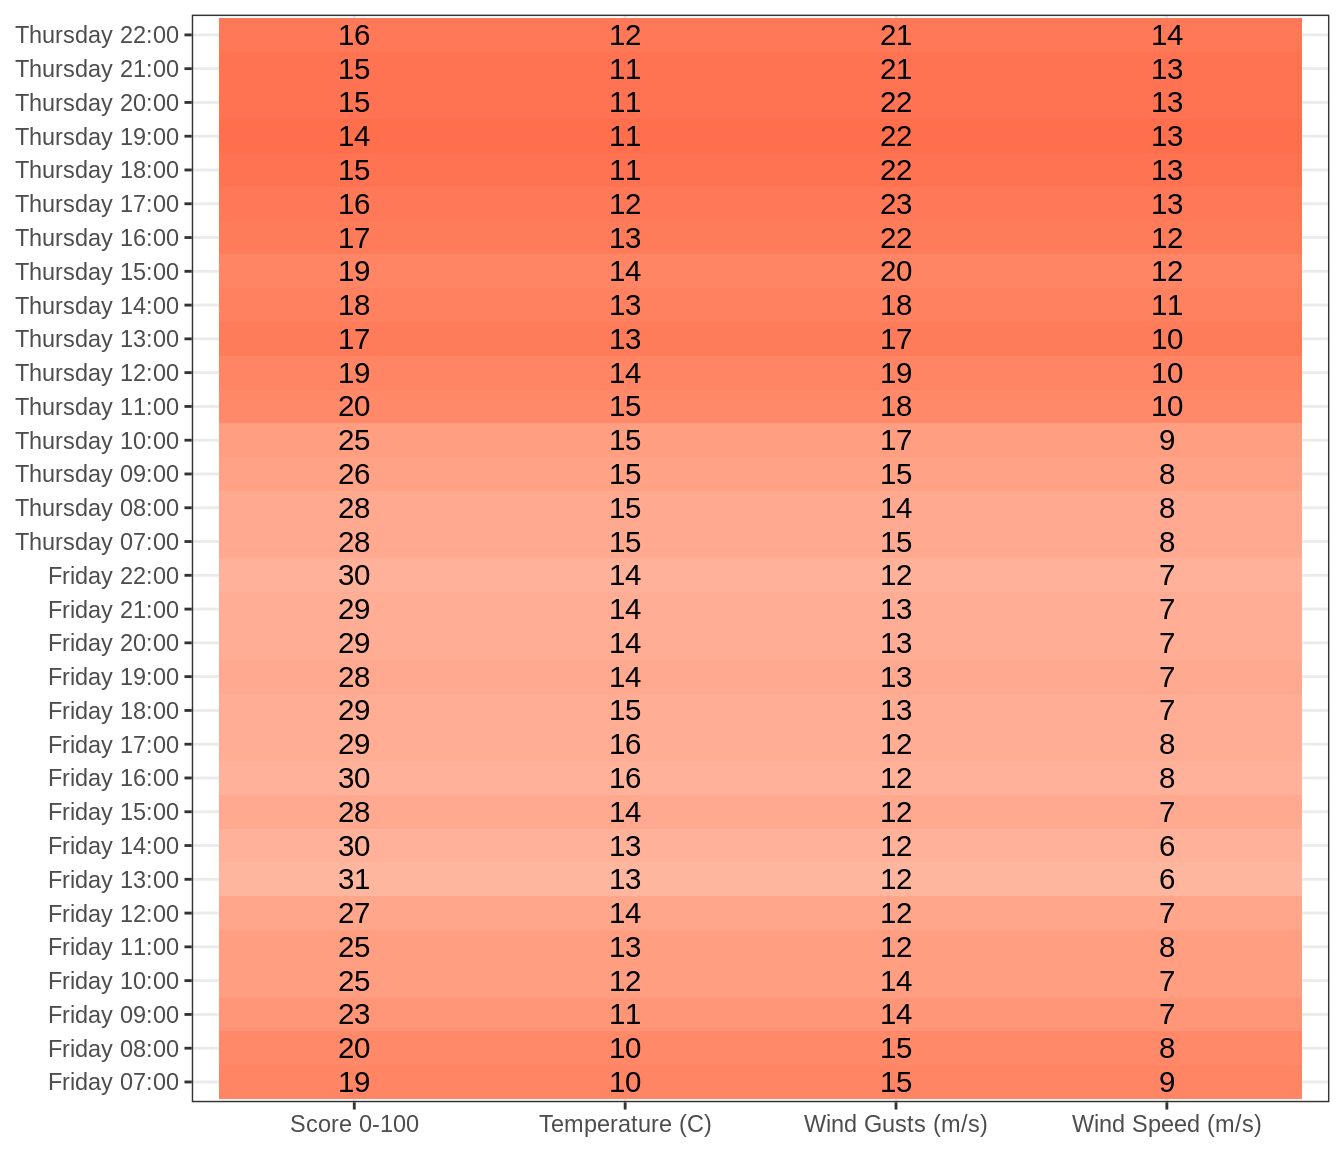 Thursday 22:00 16 12 21 14
Thursday 21:00 15 11 21 13
Thursday 20:00 15 11 22 13
Thursday 19:00 14 11 22 13
Thursday 18:00 15 11 22 13
Thursday 17:00 16 12 23 13
Thursday 16:00 17 13 22 12
Thursday 15:00 19 14 20 12
Thursday 14:00 18 13 18 11
Thursday 13:00 17 13 17 10
Thursday 12:00 19 14 19 10
Thursday 11:00 20 15 18 10
Thursday 10:00 25 15 17 9
Thursday 09:00 26 15 15 8
Thursday 08:00 28 15 14 8
Thursday 07:00 28 15 15 8
Friday 22:00 30 14 12 7
Friday 21:00 29 14 13 7
Friday 20:00 29 14 13 7
Friday 19:00 28 14 13 7
Friday 18:00 29 15 13 7
Friday 17:00 29 16 12 8
Friday 16:00 30 16 12 8
Friday 15:00 28 14 12 7
Friday 14:00 30 13 12 6
Friday 13:00 31 13 12 6
Friday 12:00 27 14 12 7
Friday 11:00 25 13 12 8
Friday 10:00 25 12 14 7
Friday 09:00 23 11 14 7
Friday 08:00 20 10 15 8
Friday 07:00 19 10 15 9
Score 0-100 Temperature (C) Wind Gusts (m/s) Wind Speed (m/s)